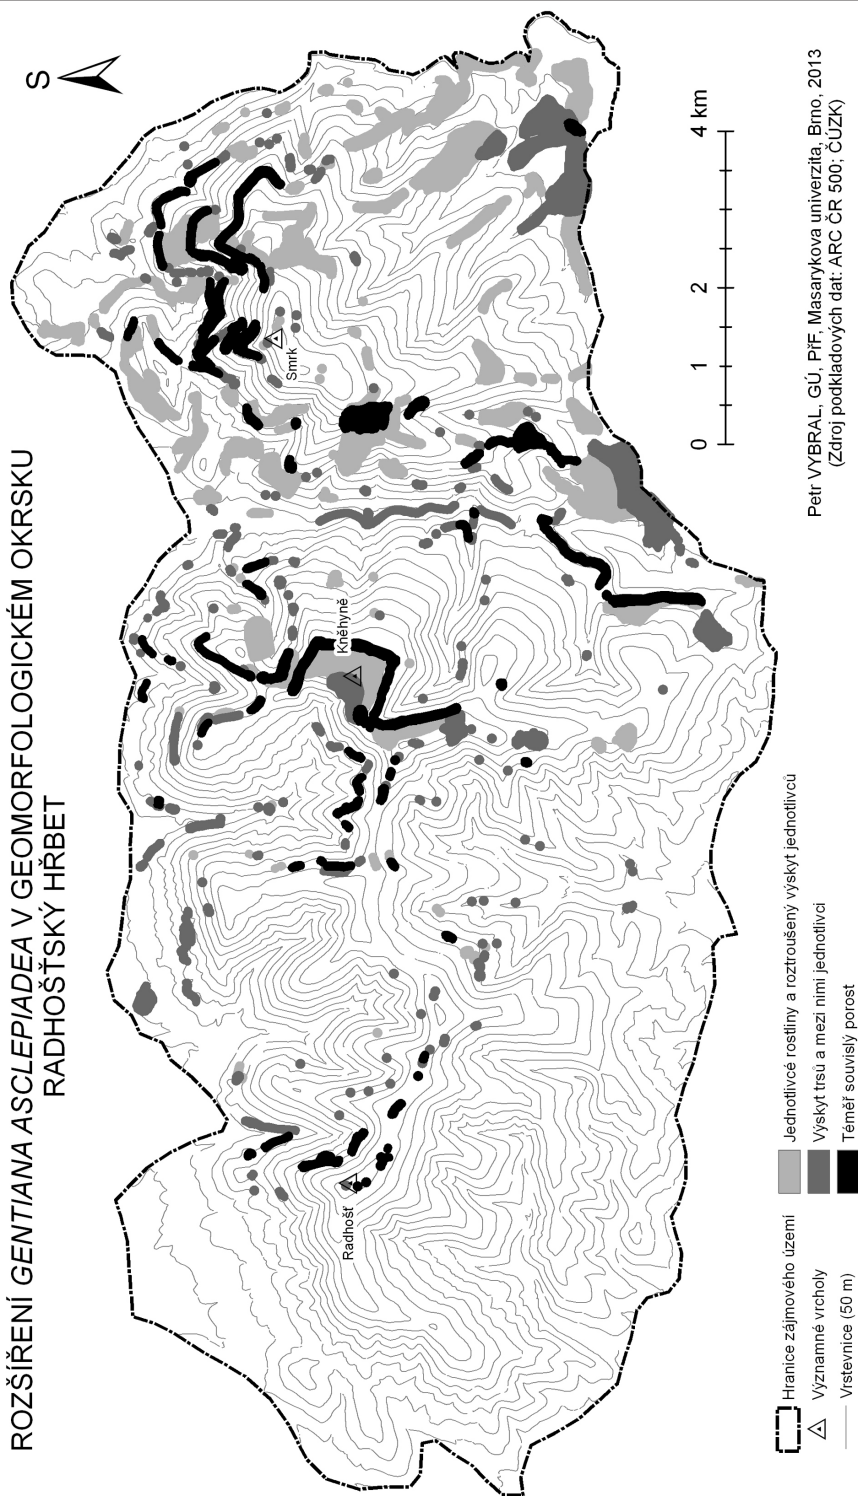 ROZŠÍŘENÍ GENTIANA ASCLEPIADEA V GEOMORFOLOGICKÉM OKRSKU
RADHOŠŤSKÝ HŘBET
S
Smrk
Kněhyně
Radhošť
0 1 2 4 km
Hranice zájmového území
Významné vrcholy
Vrstevnice (50 m)
Jednotlivcé rostliny a roztroušený výskyt jednotlivců
Výskyt trsů a mezi nimi jednotlivci
Téměř souvislý porost
Petr VYBRAL, GÚ, PřF, Masarykova univerzita, Brno, 2013
(Zdroj podkladových dat: ARC ČR 500; ČÚZK)